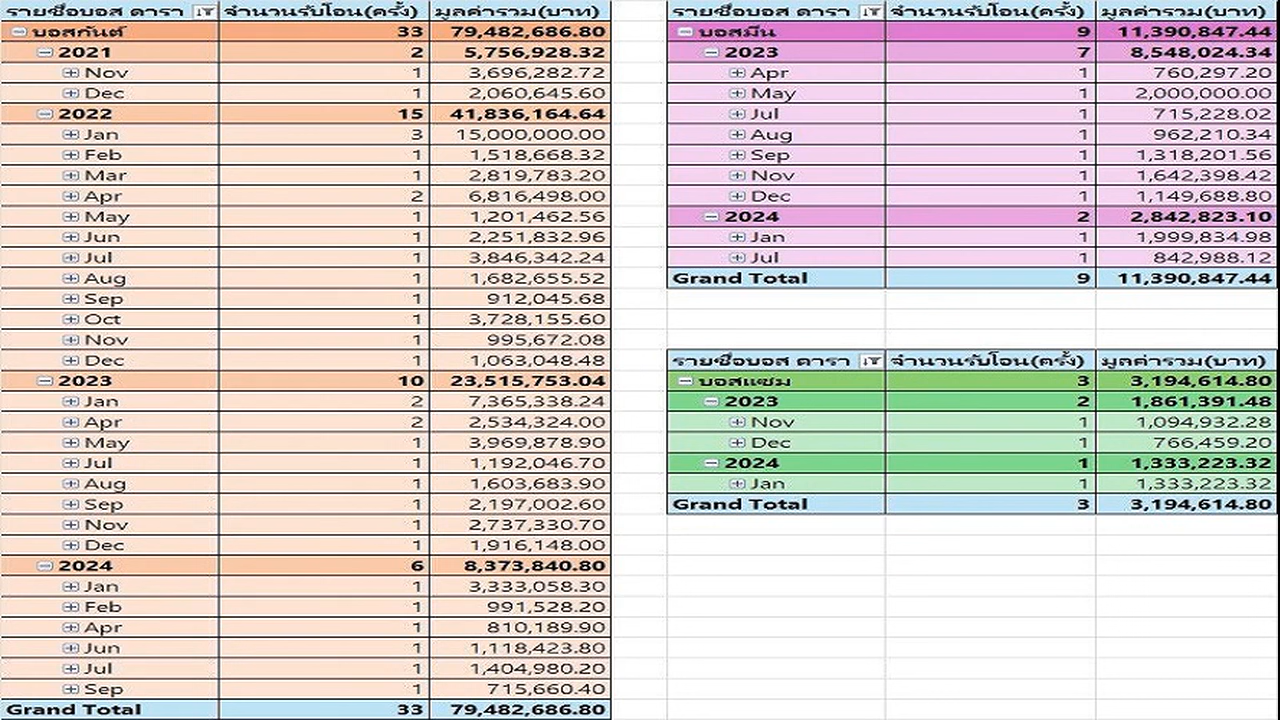 รายชื่อบอส ดารา จำนวนรับโอน(ครั้ง) มูลค่ารวม(บาท)
บอสกันต์ 33 79,482,686.80
2021 2 5,756,928.32
Nov 1 3,696,282.72
Dec 1 2,060,645.60
2022 15 41,836,164.64
Jan 3 15,000,000.00
Feb 1 1,518,668.32
Mar 1 2,819,783.20
Apr 2 6,816,498.00
May 1 1,201,462.56
Jun 1 2,251,832.96
Jul 1 3,846,342.24
Aug 1 1,682,655.52
Sep 1 912,045.68
Oct 1 3,728,155.60
Nov 1 995,672.08
Dec 1 1,063,048.48
2023 10 23,515,753.04
Jan 2 7,365,338.24
Apr 2 2,534,324.00
May 1 3,969,878.90
Jul 1 1,192,046.70
Aug 1 1,603,683.90
Sep 1 2,197,002.60
Nov 1 2,737,330.70
Dec 1 1,916,148.00
2024 6 8,373,840.80
Jan 1 3,333,058.30
Feb 1 991,528.20
Apr 1 810,189.90
Jun 1 1,118,423.80
Jul 1 1,404,980.20
Sep 1 715,660.40
Grand Total 33 79,482,686.80
รายชื่อบอส ดารา จำนวนรับโอน(ครั้ง) มูลค่ารวม(บาท)
บอสมีน 9 11,390,847.44
2023 7 8,548,024.34
Apr 1 760,297.20
May 1 2,000,000.00
Jul 1 715,228.02
Aug 1 962,210.34
Sep 1 1,318,201.56
Nov 1 1,642,398.42
Dec 1 1,149,688.80
2024 2 2,842,823.10
Jan 1 1,999,834.98
Jul 1 842,988.12
Grand Total 9 11,390,847.44
รายชื่อบอส ดารา จำนวนรับโอน(ครั้ง) มูลค่ารวม(บาท)
บอสแซม 3 3,194,614.80
2023 2 1,861,391.48
Nov 1 1,094,932.28
Dec 1 766,459.20
2024 1 1,333,223.32
Jan 1 1,333,223.32
Grand Total 3 3,194,614.80